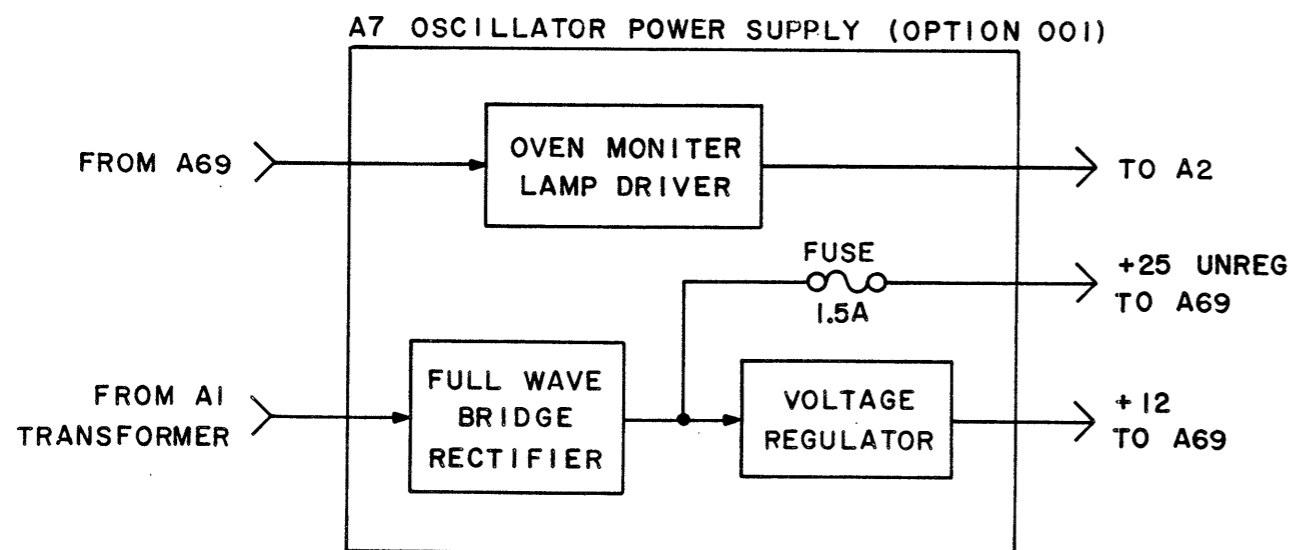 A7 OSCILLATOR POWER SUPPLY (OPTION 001)
FROM A69
OVEN MONITER
LAMP DRIVER
TO A2
FUSE
1.5A
+25 UNREG
TO A69
FROM A1
TRANSFORMER
FULL WAVE
BRIDGE
RECTIFIER
VOLTAGE
REGULATOR
+12
TO A69